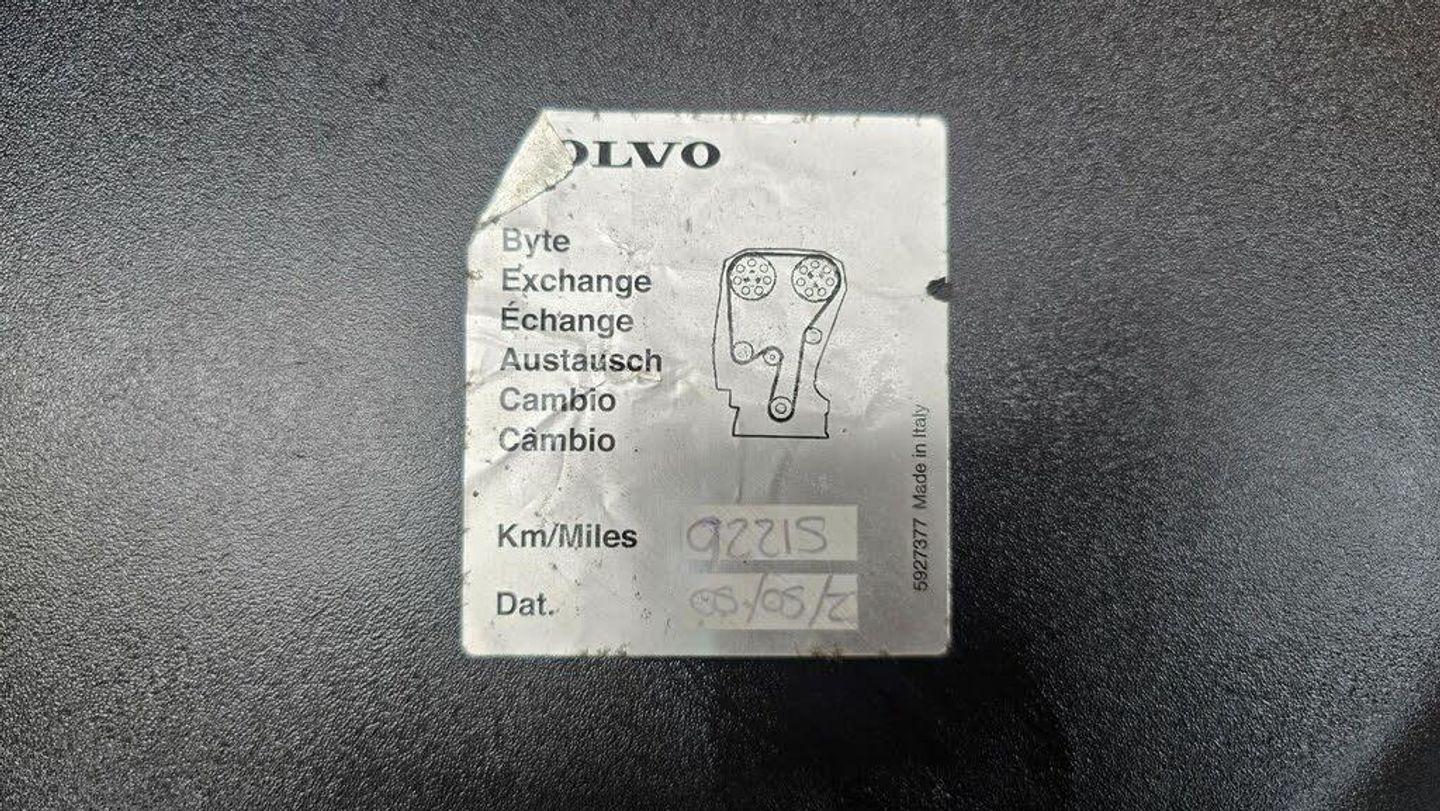 OLVO
Byte
Exchange
Échange
Austausch
Cambio
Câmbio
Km/Miles 92215
Dat.
5927377 Made in Italy